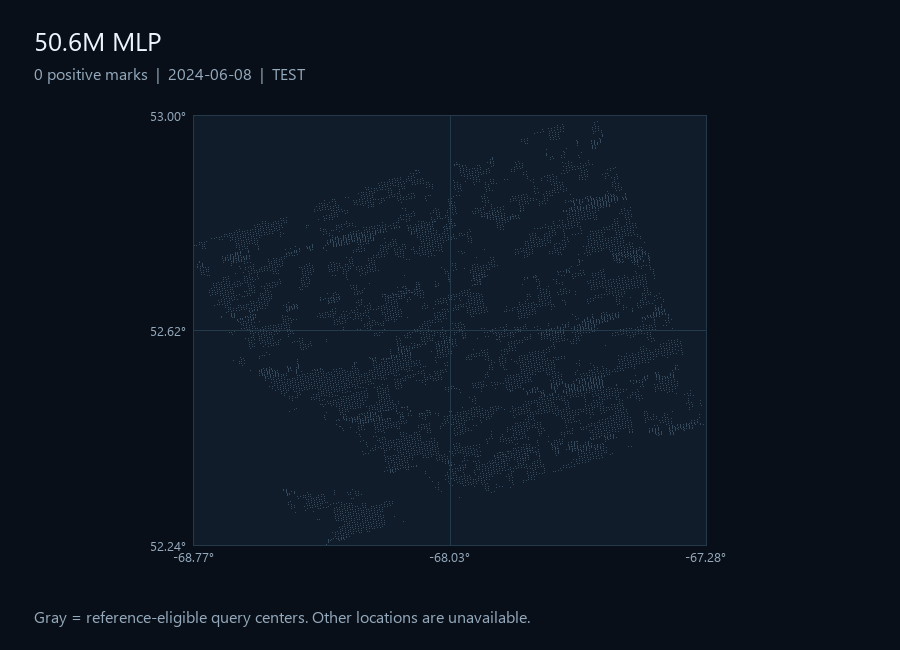 50.6M MLP
0 positive marks | 2024-06-08 | TEST
53.00°
52.62°
52.24°
-68.77° -68.03° -67.28°
Gray = reference-eligible query centers. Other locations are unavailable.